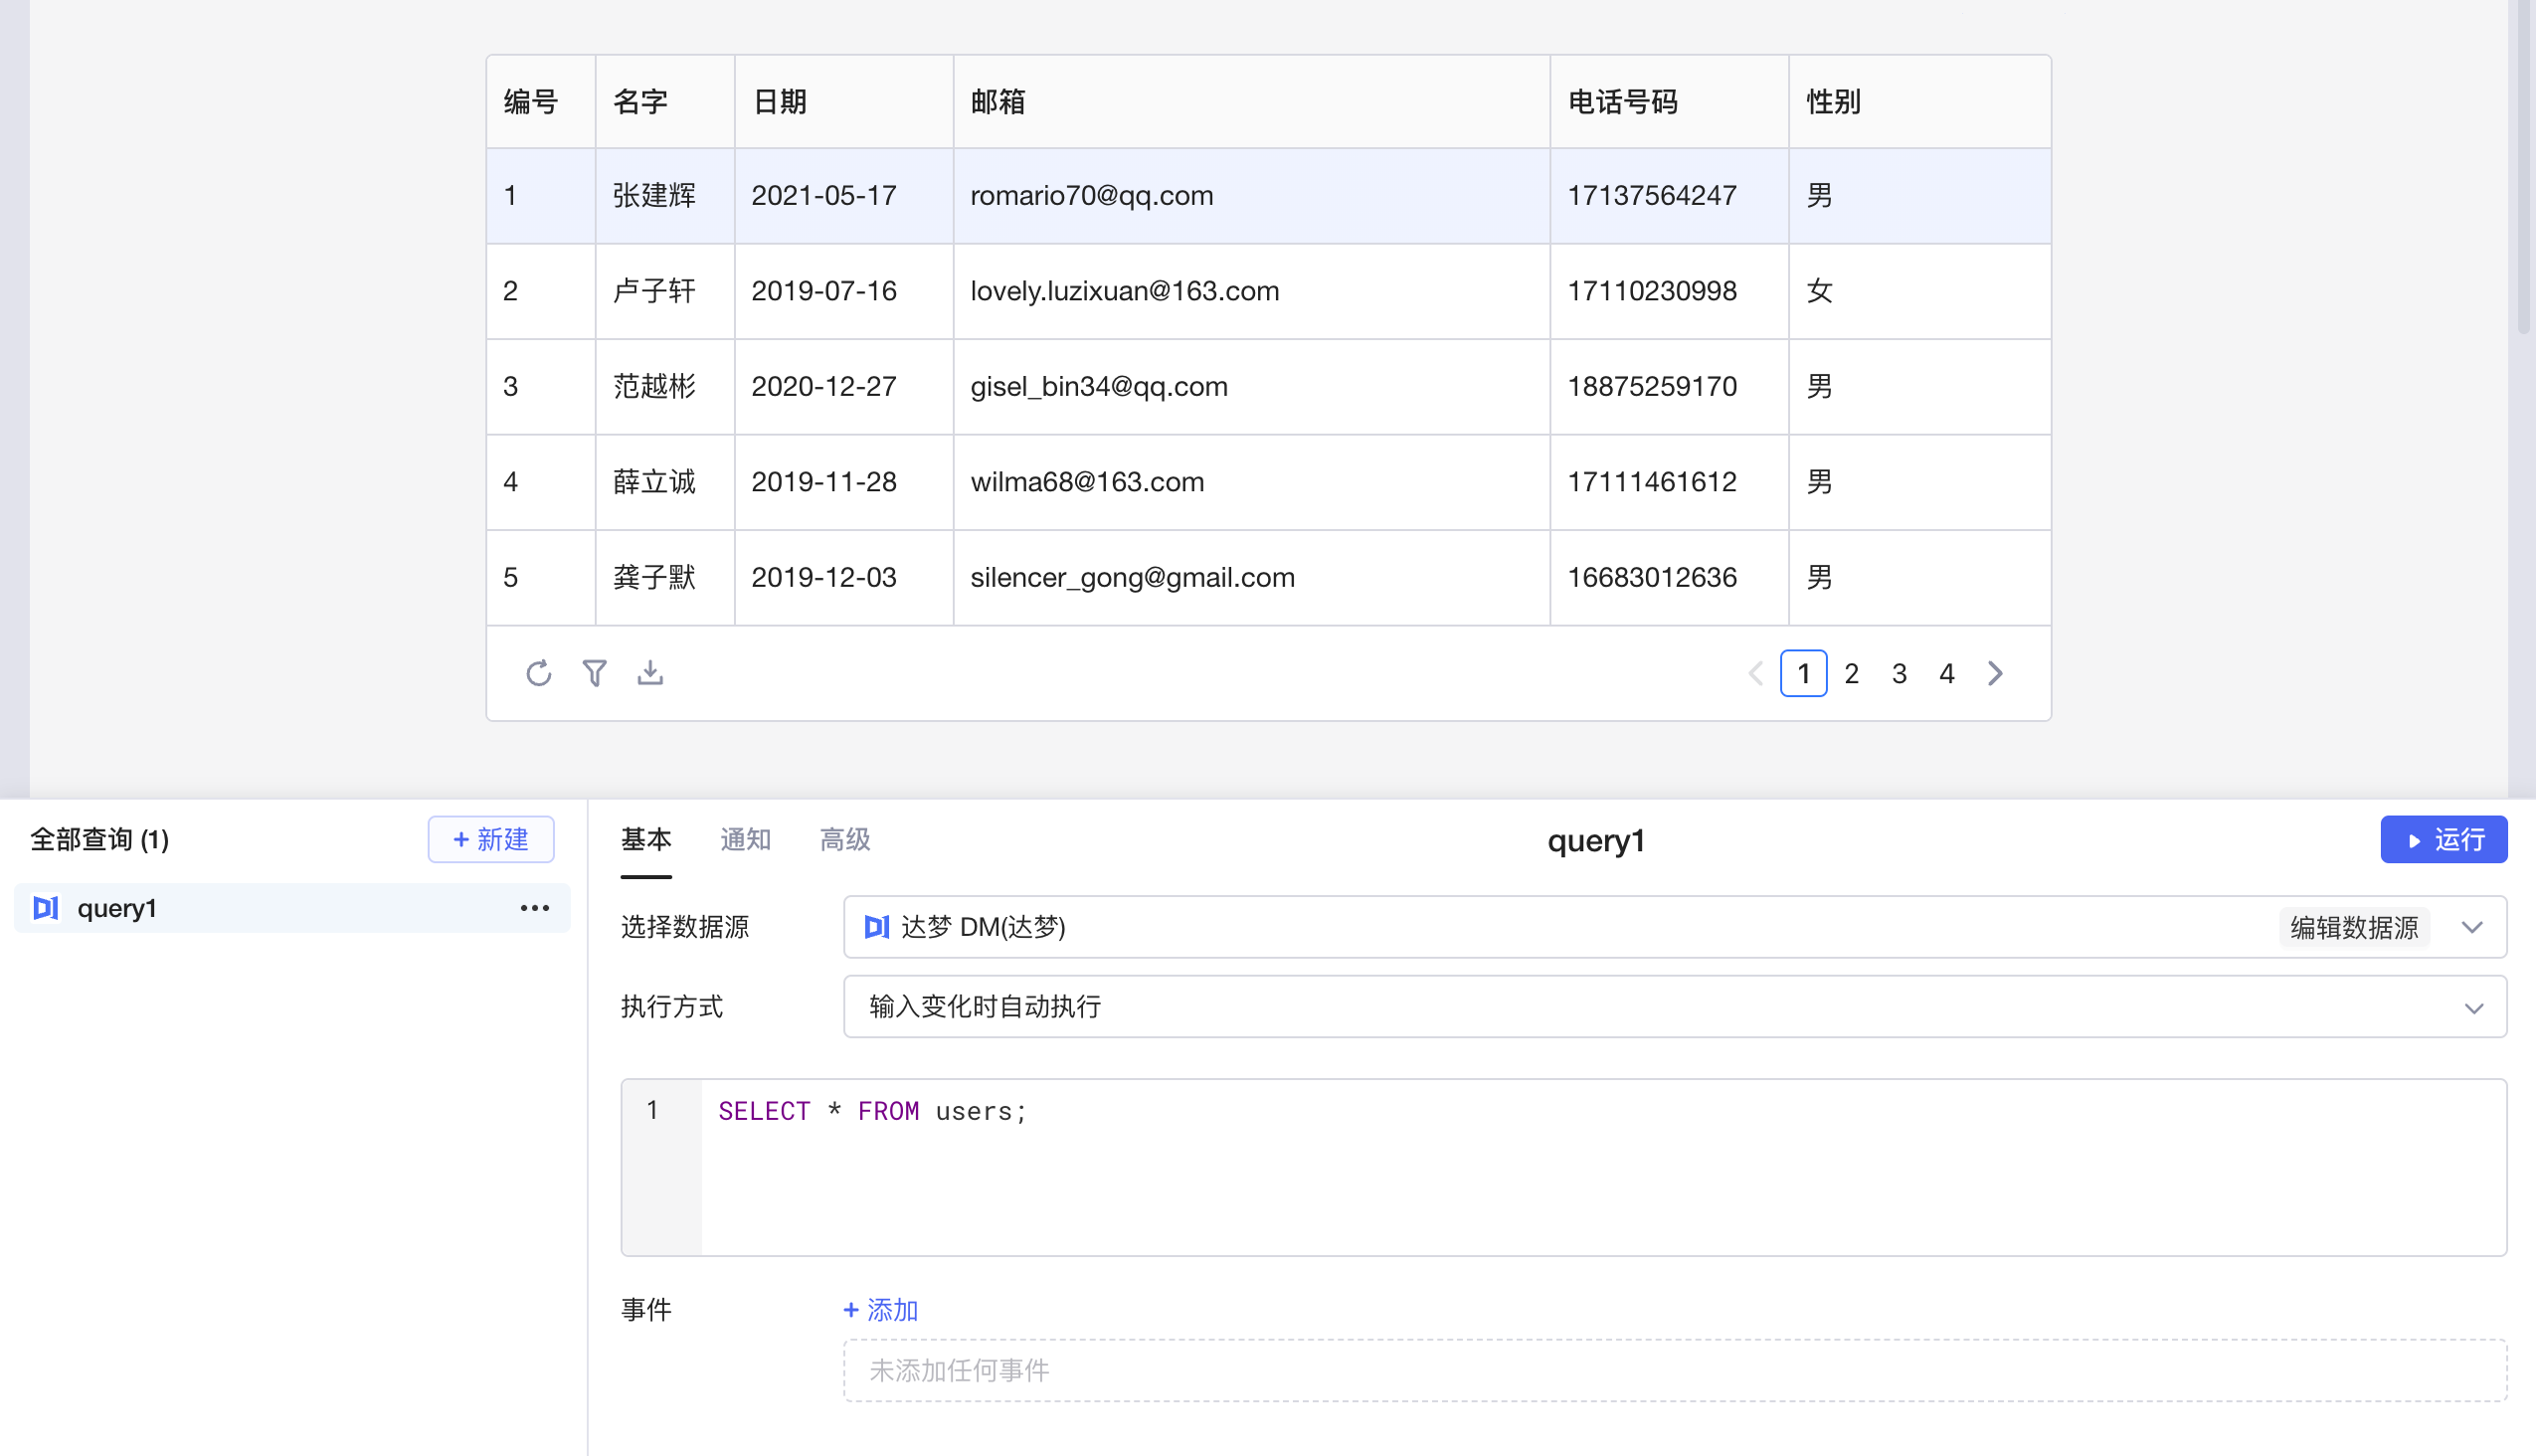 编号 名字 日期 邮箱 电话号码 性别
1 张建辉 2021-05-17 romario70@qq.com 17137564247 男
2 卢子轩 2019-07-16 lovely.luzixuan@163.com 17110230998 女
3 范越彬 2020-12-27 gisel_bin34@qq.com 18875259170 男
4 薛立诚 2019-11-28 wilma68@163.com 17111461612 男
5 龚子默 2019-12-03 silencer_gong@gmail.com 16683012636 男
1 2 3 4
全部查询 (1) + 新建
query1
基本 通知 高级 query1 运行
选择数据源 达梦 DM(达梦) 编辑数据源
执行方式 输入变化时自动执行
1 SELECT * FROM users;
事件 + 添加
未添加任何事件